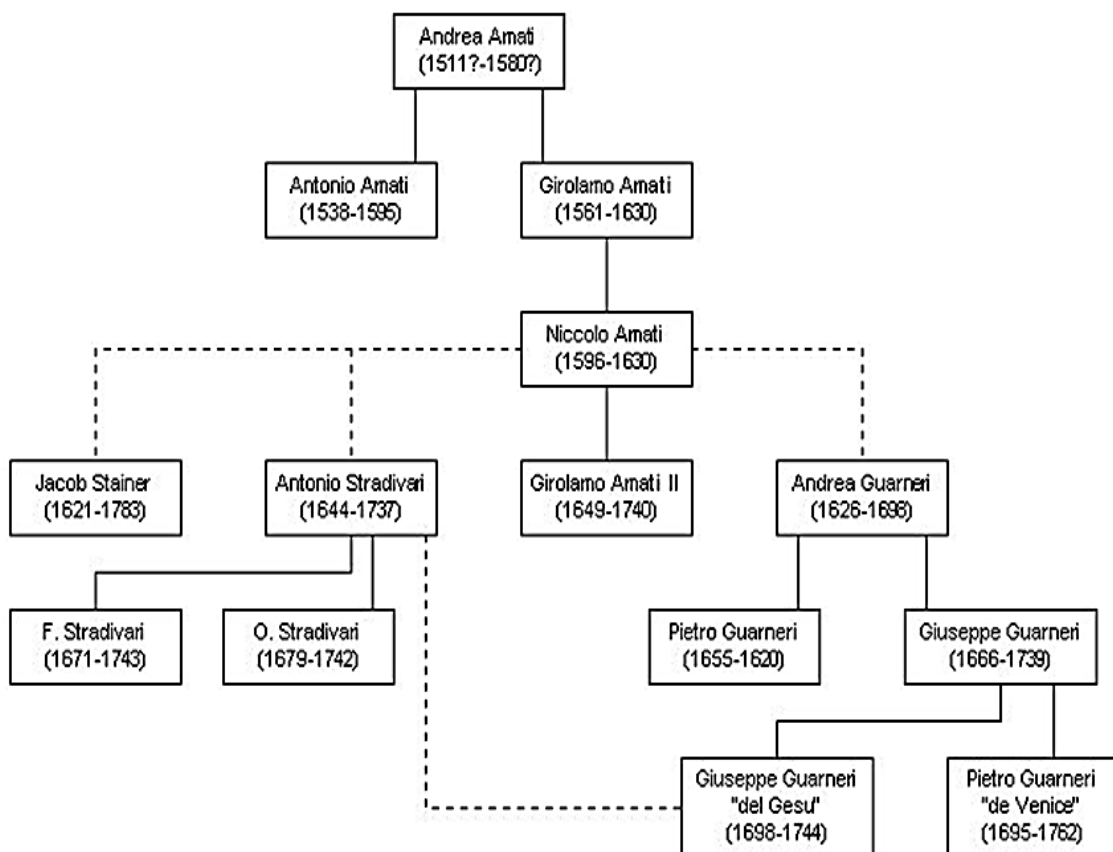 Andrea Amati
(1511?-1580?)
Antonio Amati
(1538-1595)
Girolamo Amati
(1561-1630)
Niccolo Amati
(1596-1630)
Jacob Stainer
(1621-1783)
Antonio Stradivari
(1644-1737)
Girolamo Amati II
(1649-1740)
Andrea Guarneri
(1626-1698)
F. Stradivari
(1671-1743)
O. Stradivari
(1679-1742)
Pietro Guarneri
(1655-1620)
Giuseppe Guarneri
(1666-1739)
Giuseppe Guarneri
"del Gesu"
(1698-1744)
Pietro Guarneri
"de Venice"
(1695-1762)